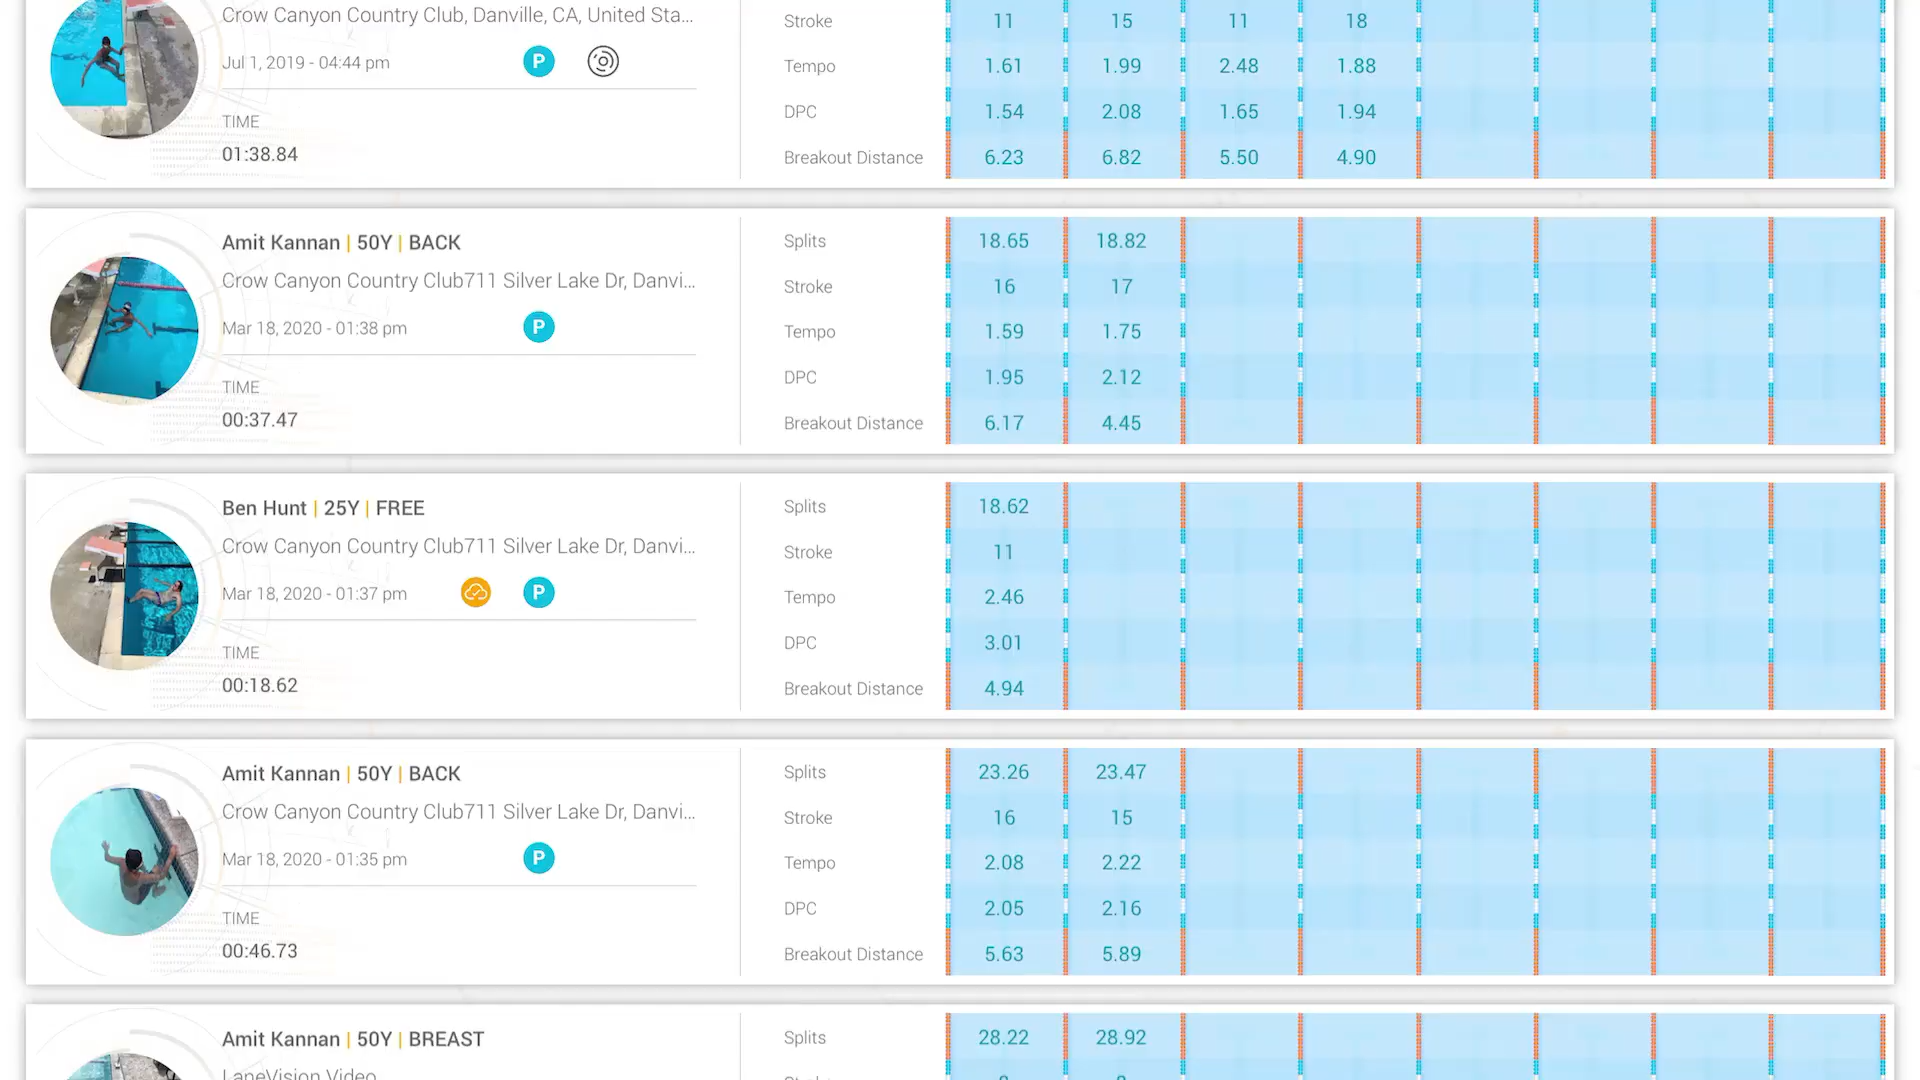 Crow Canyon Country Club, Danville, CA, United Sta...
Jul 1, 2019 - 04:44 pm
P
TIME
01:38.84
Stroke 11 15 11 18
Tempo 1.61 1.99 2.48 1.88
DPC 1.54 2.08 1.65 1.94
Breakout Distance 6.23 6.82 5.50 4.90
Amit Kannan | 50Y | BACK
Crow Canyon Country Club711 Silver Lake Dr, Danvi...
Mar 18, 2020 - 01:38 pm
P
TIME
00:37.47
Splits 18.65 18.82
Stroke 16 17
Tempo 1.59 1.75
DPC 1.95 2.12
Breakout Distance 6.17 4.45
Ben Hunt | 25Y | FREE
Crow Canyon Country Club711 Silver Lake Dr, Danvi...
Mar 18, 2020 - 01:37 pm
P
TIME
00:18.62
Splits 18.62
Stroke 11
Tempo 2.46
DPC 3.01
Breakout Distance 4.94
Amit Kannan | 50Y | BACK
Crow Canyon Country Club711 Silver Lake Dr, Danvi...
Mar 18, 2020 - 01:35 pm
P
TIME
00:46.73
Splits 23.26 23.47
Stroke 16 15
Tempo 2.08 2.22
DPC 2.05 2.16
Breakout Distance 5.63 5.89
Amit Kannan | 50Y | BREAST
LaneVision Video
Splits 28.22 28.92